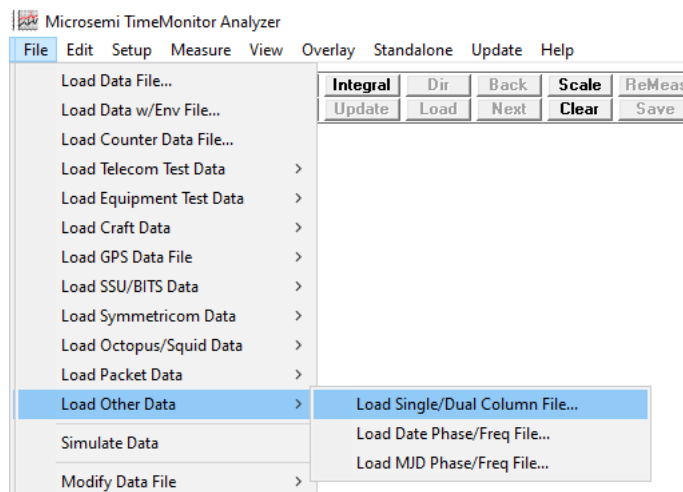 Microsemi TimeMonitor Analyzer
File Edit Setup Measure View Overlay Standalone Update Help
Integral Dir Back Scale ReMeas
Update Load Next Clear Save
Load Data File...
Load Data w/Env File...
Load Counter Data File...
Load Telecom Test Data
Load Equipment Test Data
Load Craft Data
Load GPS Data File
Load SSU/BITS Data
Load Symmetricom Data
Load Octopus/Squid Data
Load Packet Data
Load Other Data
Load Single/Dual Column File...
Load Date Phase/Freq File...
Load MJD Phase/Freq File...
Simulate Data
Modify Data File